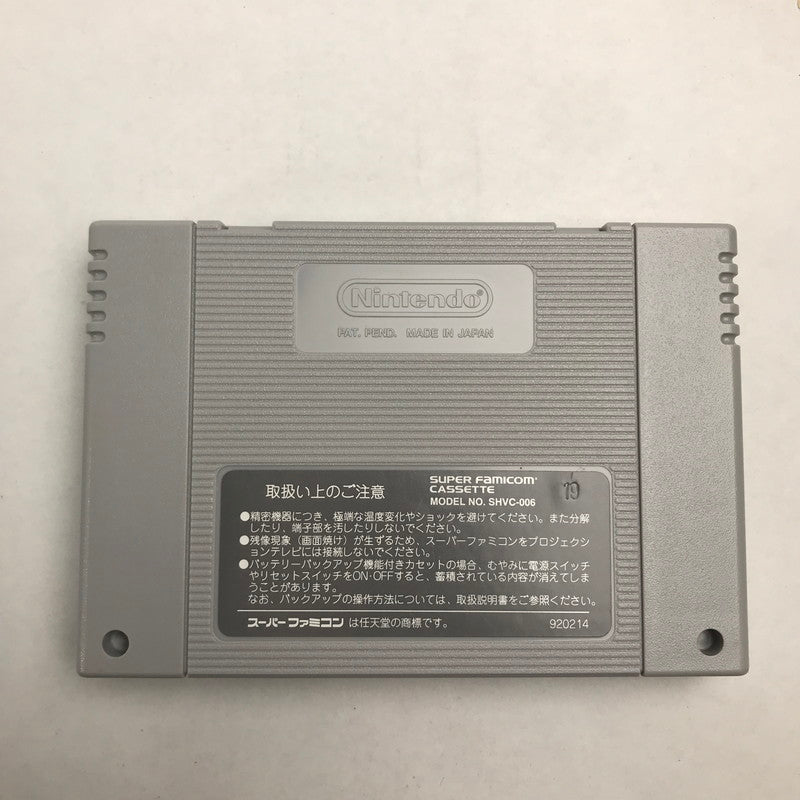 Nintendo®
PAT. PEND. MADE IN JAPAN
取扱い上のご注意
SUPER FAMICOM
CASSETTE
MODEL NO. SHVC-006
19
●精密機器につき、極端な温度変化やショックを避けてください。また分解
したり、端子部を汚したりしないでください。
●残像現象（画面焼け）が生ずるため、スーパーファミコンをプロジェクシ
ョンテレビには接続しないでください。
●バッテリーバックアップ機能付きカセットの場合、むやみに電源スイッチ
やリセットスイッチをON・OFFすると、蓄積されている内容が消えてしま
うことがあります。
なお、バックアップの操作方法については、取扱説明書をご参照ください。
スーパーファミコン は任天堂の商標です。
920214